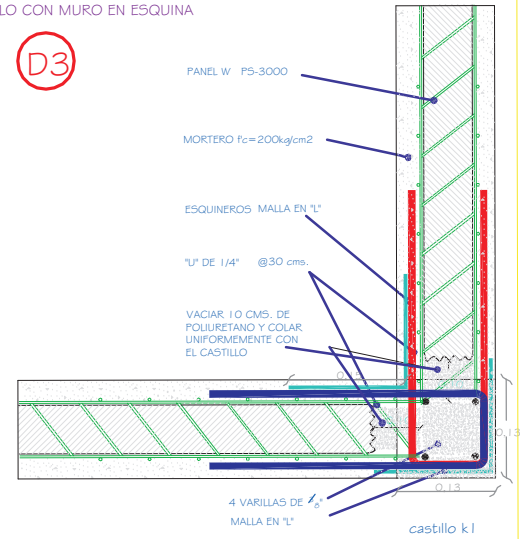 LO CON MURO EN ESQUINA
D3
PANEL W PS-3000
MORTERO f'c=200kg/cm2
ESQUINEROS MALLA EN "L"
"U" DE 1/4" @30 cms.
VACIAR 10 CMS. DE
POLIURETANO Y COLAR
UNIFORMEMENTE CON
EL CASTILLO
0.13
0.13
4 VARILLAS DE
MALLA EN "L"
castillo k1